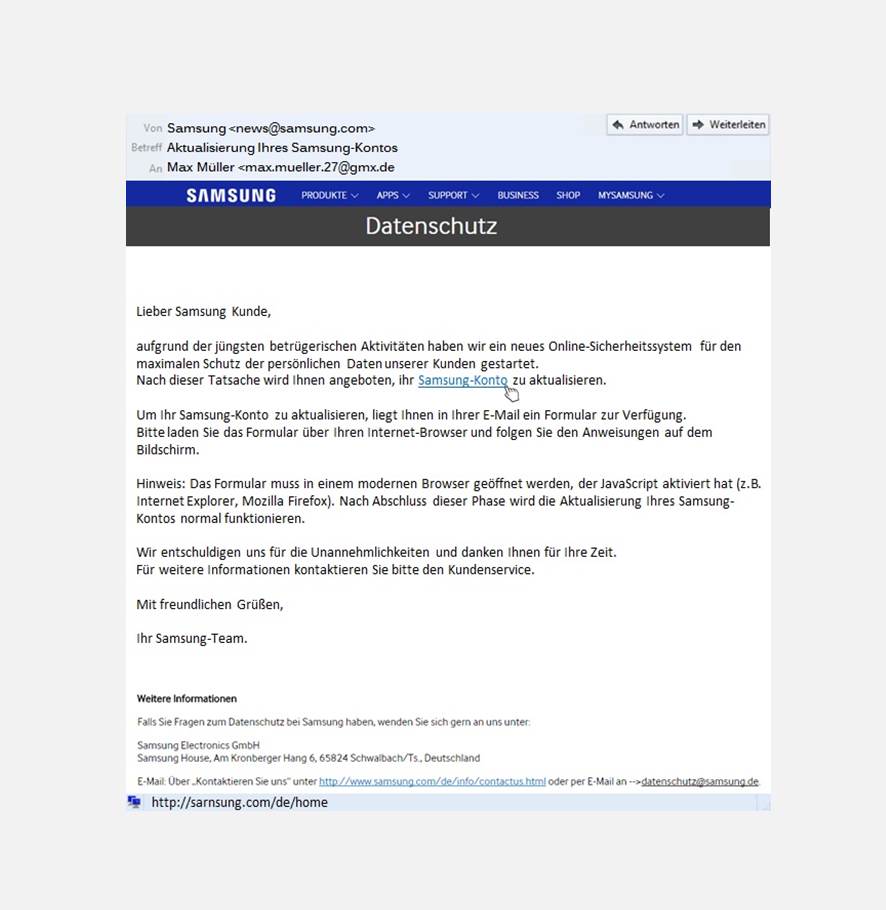 Von Samsung <news@samsung.com>
Antworten Weiterleiten
Betreff Aktualisierung Ihres Samsung-Kontos
An Max Müller <max.mueller.27@gmx.de
SAMSUNG PRODUKTE APPS SUPPORT BUSINESS SHOP MYSAMSUNG
Datenschutz
Lieber Samsung Kunde,
aufgrund der jüngsten betrügerischen Aktivitäten haben wir ein neues Online-Sicherheitssystem für den
maximalen Schutz der persönlichen Daten unserer Kunden gestartet.
Nach dieser Tatsache wird Ihnen angeboten, ihr Samsung-Konto zu aktualisieren.
Um Ihr Samsung-Konto zu aktualisieren, liegt Ihnen in Ihrer E-Mail ein Formular zur Verfügung.
Bitte laden Sie das Formular über Ihren Internet-Browser und folgen Sie den Anweisungen auf dem
Bildschirm.
Hinweis: Das Formular muss in einem modernen Browser geöffnet werden, der JavaScript aktiviert hat (z.B.
Internet Explorer, Mozilla Firefox). Nach Abschluss dieser Phase wird die Aktualisierung Ihres Samsung-
Kontos normal funktionieren.
Wir entschuldigen uns für die Unannehmlichkeiten und danken Ihnen für Ihre Zeit.
Für weitere Informationen kontaktieren Sie bitte den Kundenservice.
Mit freundlichen Grüßen,
Ihr Samsung-Team.
Weitere Informationen
Falls Sie Fragen zum Datenschutz bei Samsung haben, wenden Sie sich gern an uns unter:
Samsung Electronics GmbH
Samsung House, Am Kronberger Hang 6, 65824 Schwalbach/Ts., Deutschland
E-Mail: Über „Kontaktieren Sie uns" unter http://www.samsung.com/de/info/contactus.html oder per E-Mail an -->datenschutz@samsung.de.
http://sarnsung.com/de/home